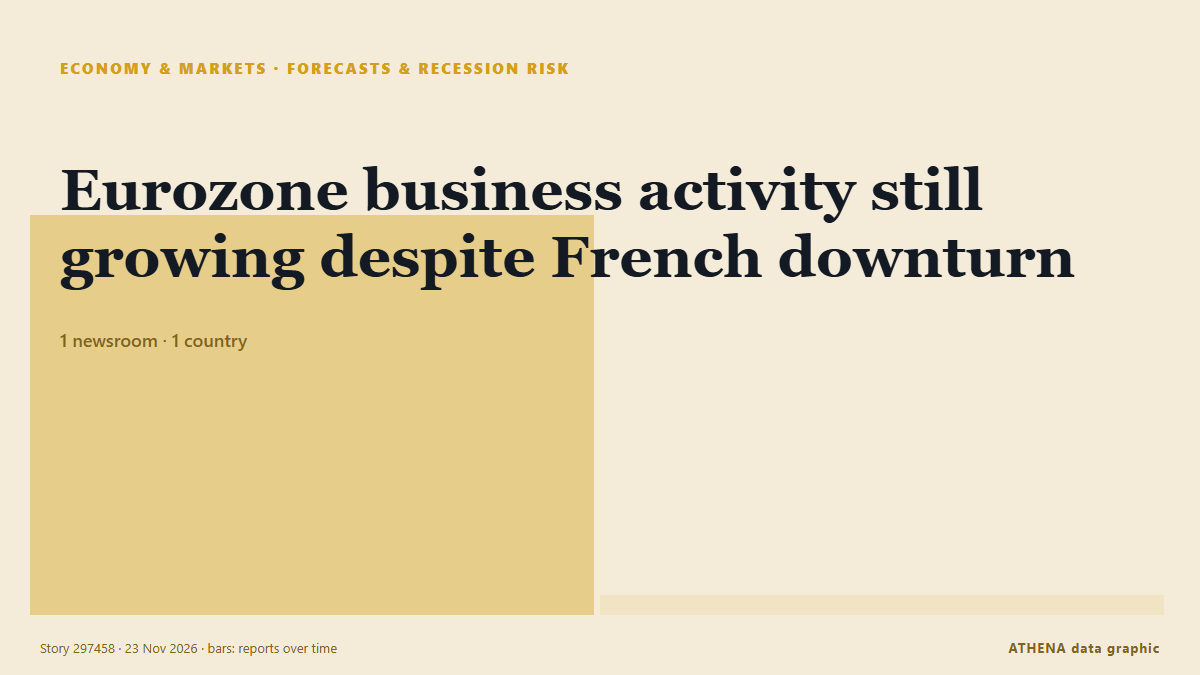 ECONOMY & MARKETS · FORECASTS & RECESSION RISK
Eurozone business activity still
growing despite French downturn
1 newsroom · 1 country
Story 297458 · 23 Nov 2026 · bars: reports over time
ATHENA data graphic